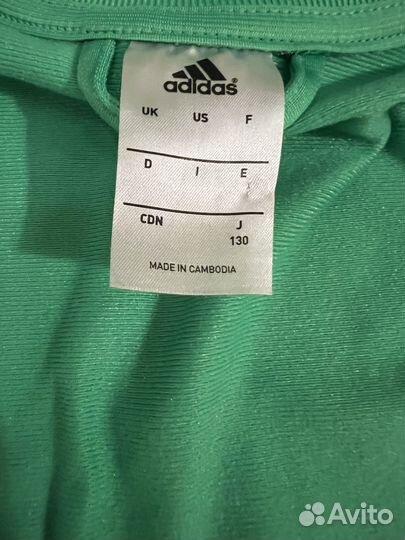 adidas®
UK US F
D I E
CDN J
130
MADE IN CAMBODIA
Avito